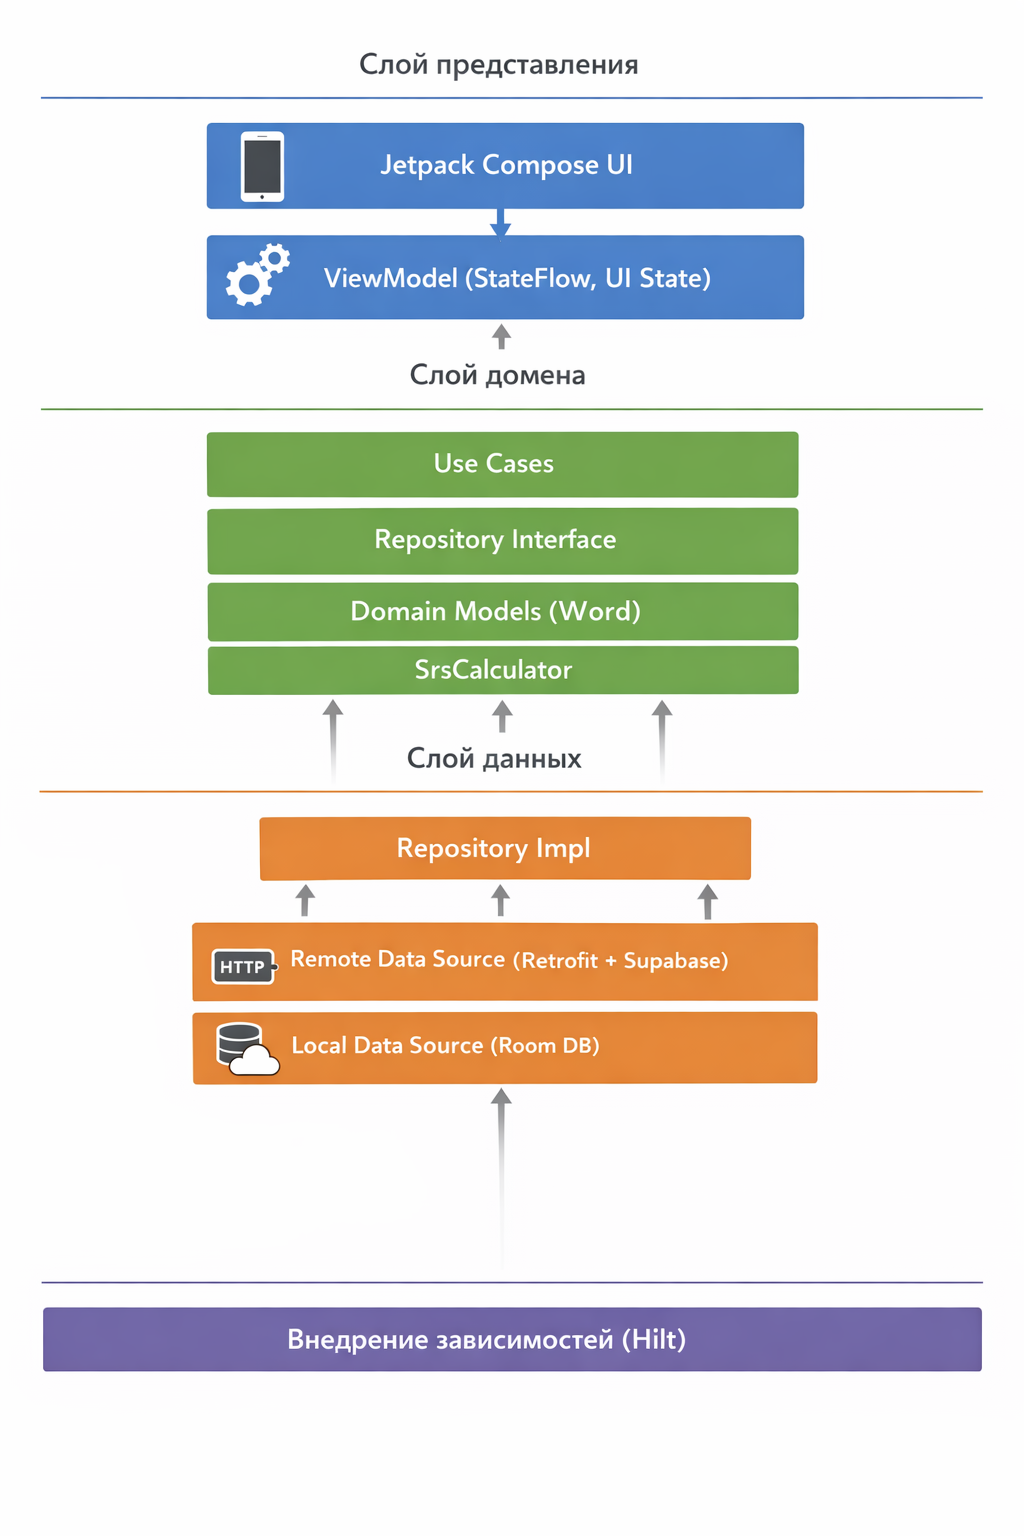 Слой представления
Jetpack Compose UI
ViewModel (StateFlow, UI State)
Слой домена
Use Cases
Repository Interface
Domain Models (Word)
SrsCalculator
Слой данных
Repository Impl
HTTP
Remote Data Source (Retrofit + Supabase)
Local Data Source (Room DB)
Внедрение зависимостей (Hilt)